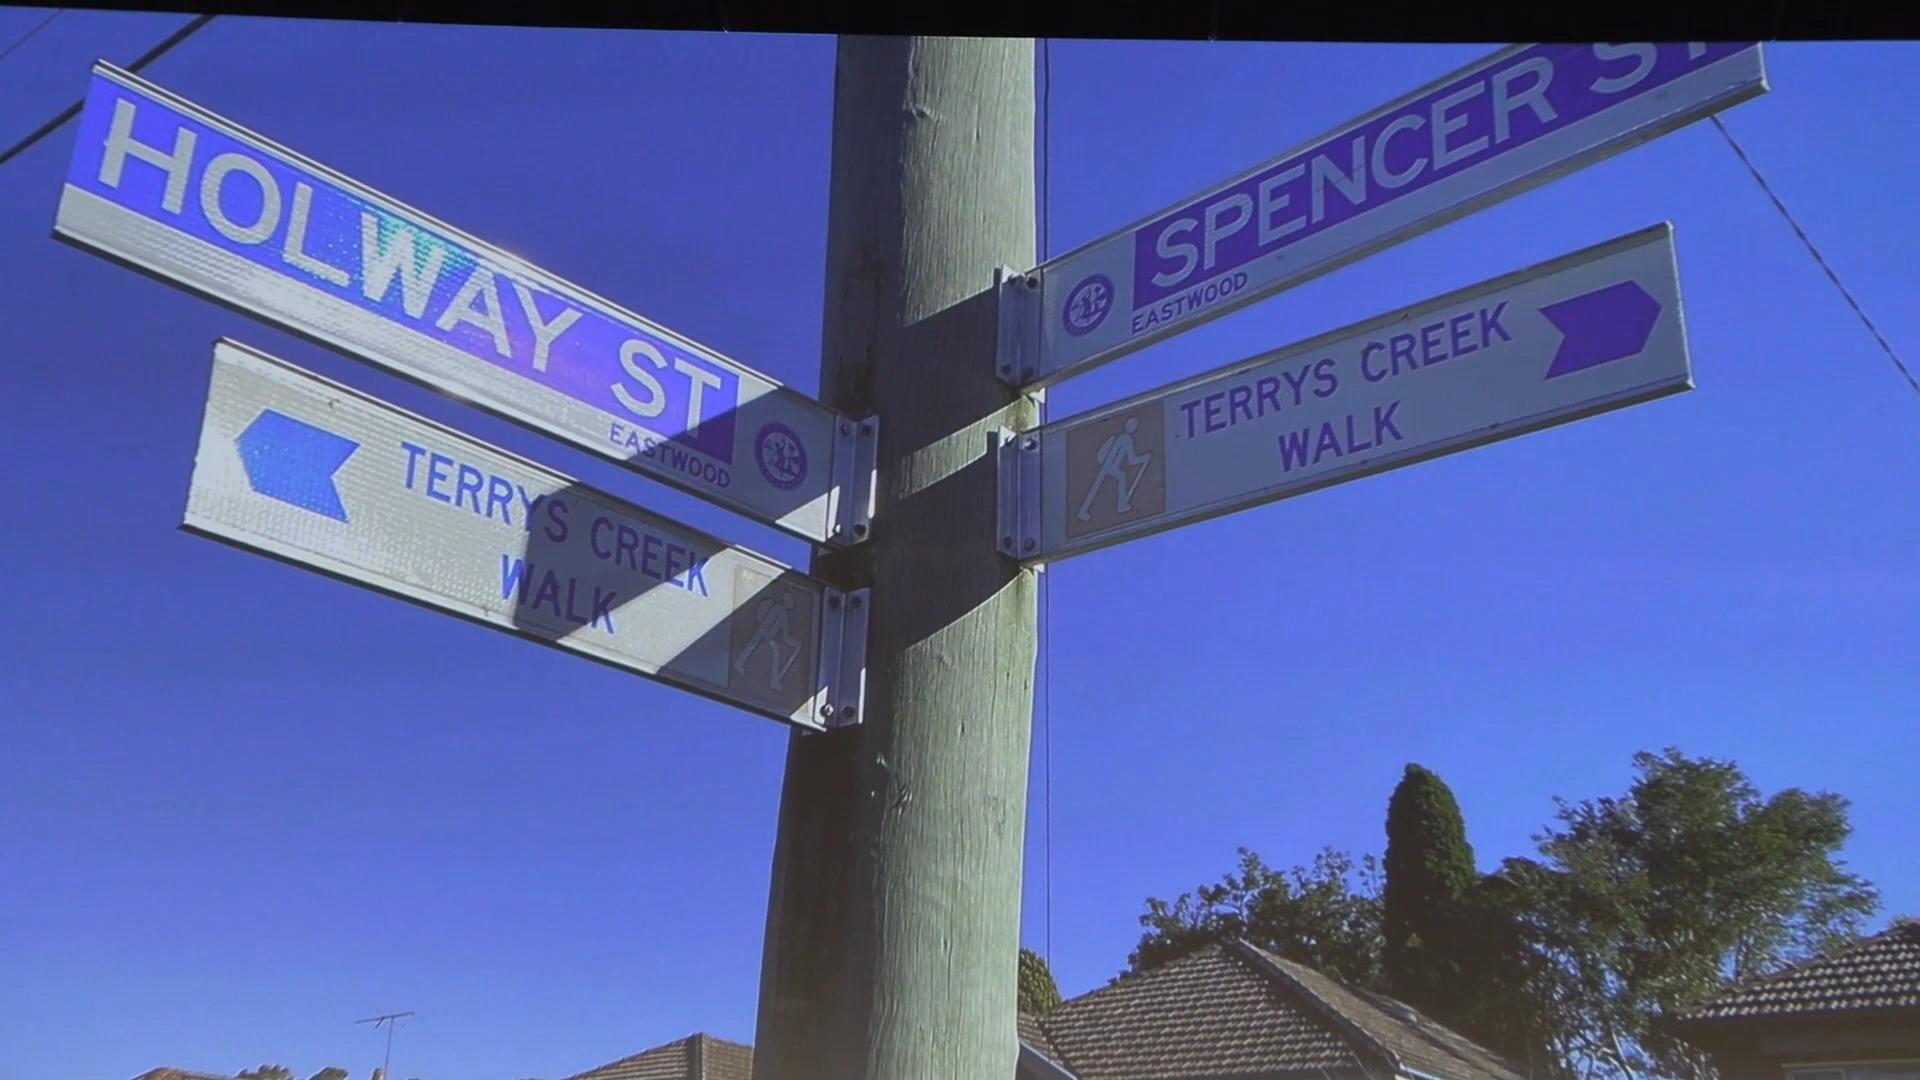 HOLWAY ST
EASTWOOD
TERRYS CREEK
WALK
SPENCER ST
EASTWOOD
TERRYS CREEK
WALK